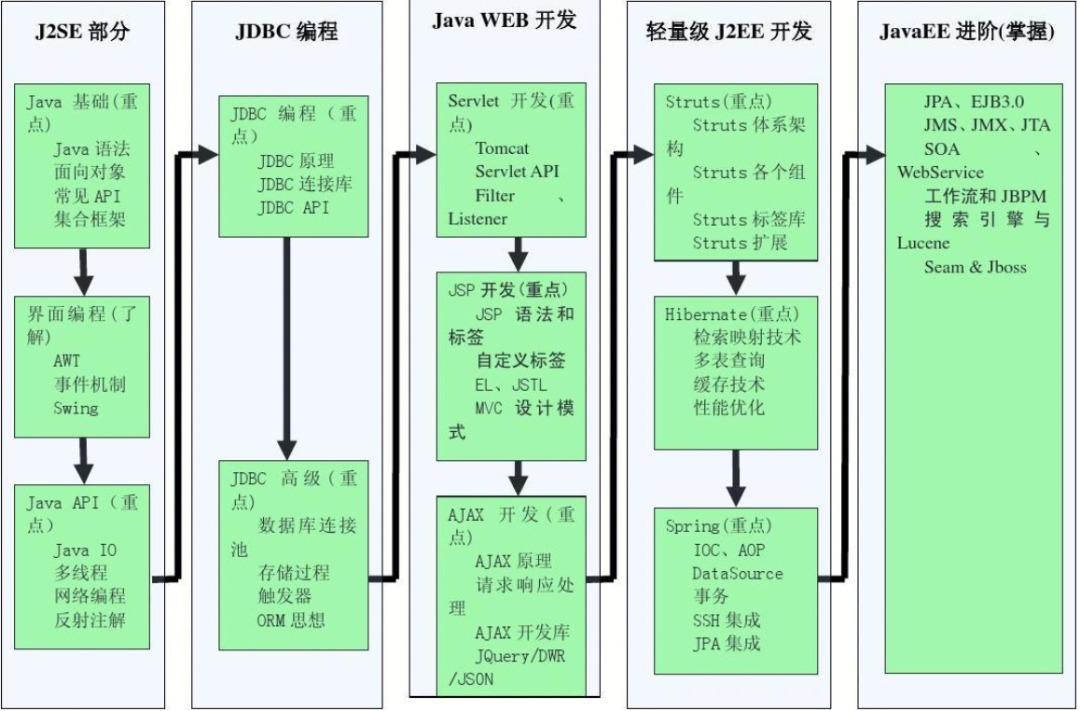 J2SE 部分
Java 基础(重
点)
Java 语法
面向对象
常见 API
集合框架
界面编程(了
解)
AWT
事件机制
Swing
Java API（重
点）
Java IO
多线程
网络编程
反射注解
JDBC 编程
JDBC 编程（重
点）
JDBC 原理
JDBC 连接库
JDBC API
JDBC 高级(重
点)
数据库连接
池
存储过程
触发器
ORM 思想
Java WEB 开发
Servlet 开发(重
点)
Tomcat
Servlet API
Filter 、
Listener
JSP 开发(重点)
JSP 语法和
标签
自定义标签
EL、JSTL
MVC 设计模
式
AJAX 开发(重
点)
AJAX 原理
请求响应处
理
AJAX 开发库
JQuery/DWR
/JSON
轻量级 J2EE 开发
Struts(重点)
Struts 体系架
构
Struts 各个组
件
Struts 标签库
Struts 扩展
Hibernate(重点)
检索映射技术
多表查询
缓存技术
性能优化
Spring(重点)
IOC、AOP
DataSource
事务
SSH 集成
JPA 集成
JavaEE 进阶(掌握)
JPA、EJB3.0
JMS、JMX、JTA
SOA 、
WebService
工作流和 JBPM
搜索引擎与
Lucene
Seam & Jboss